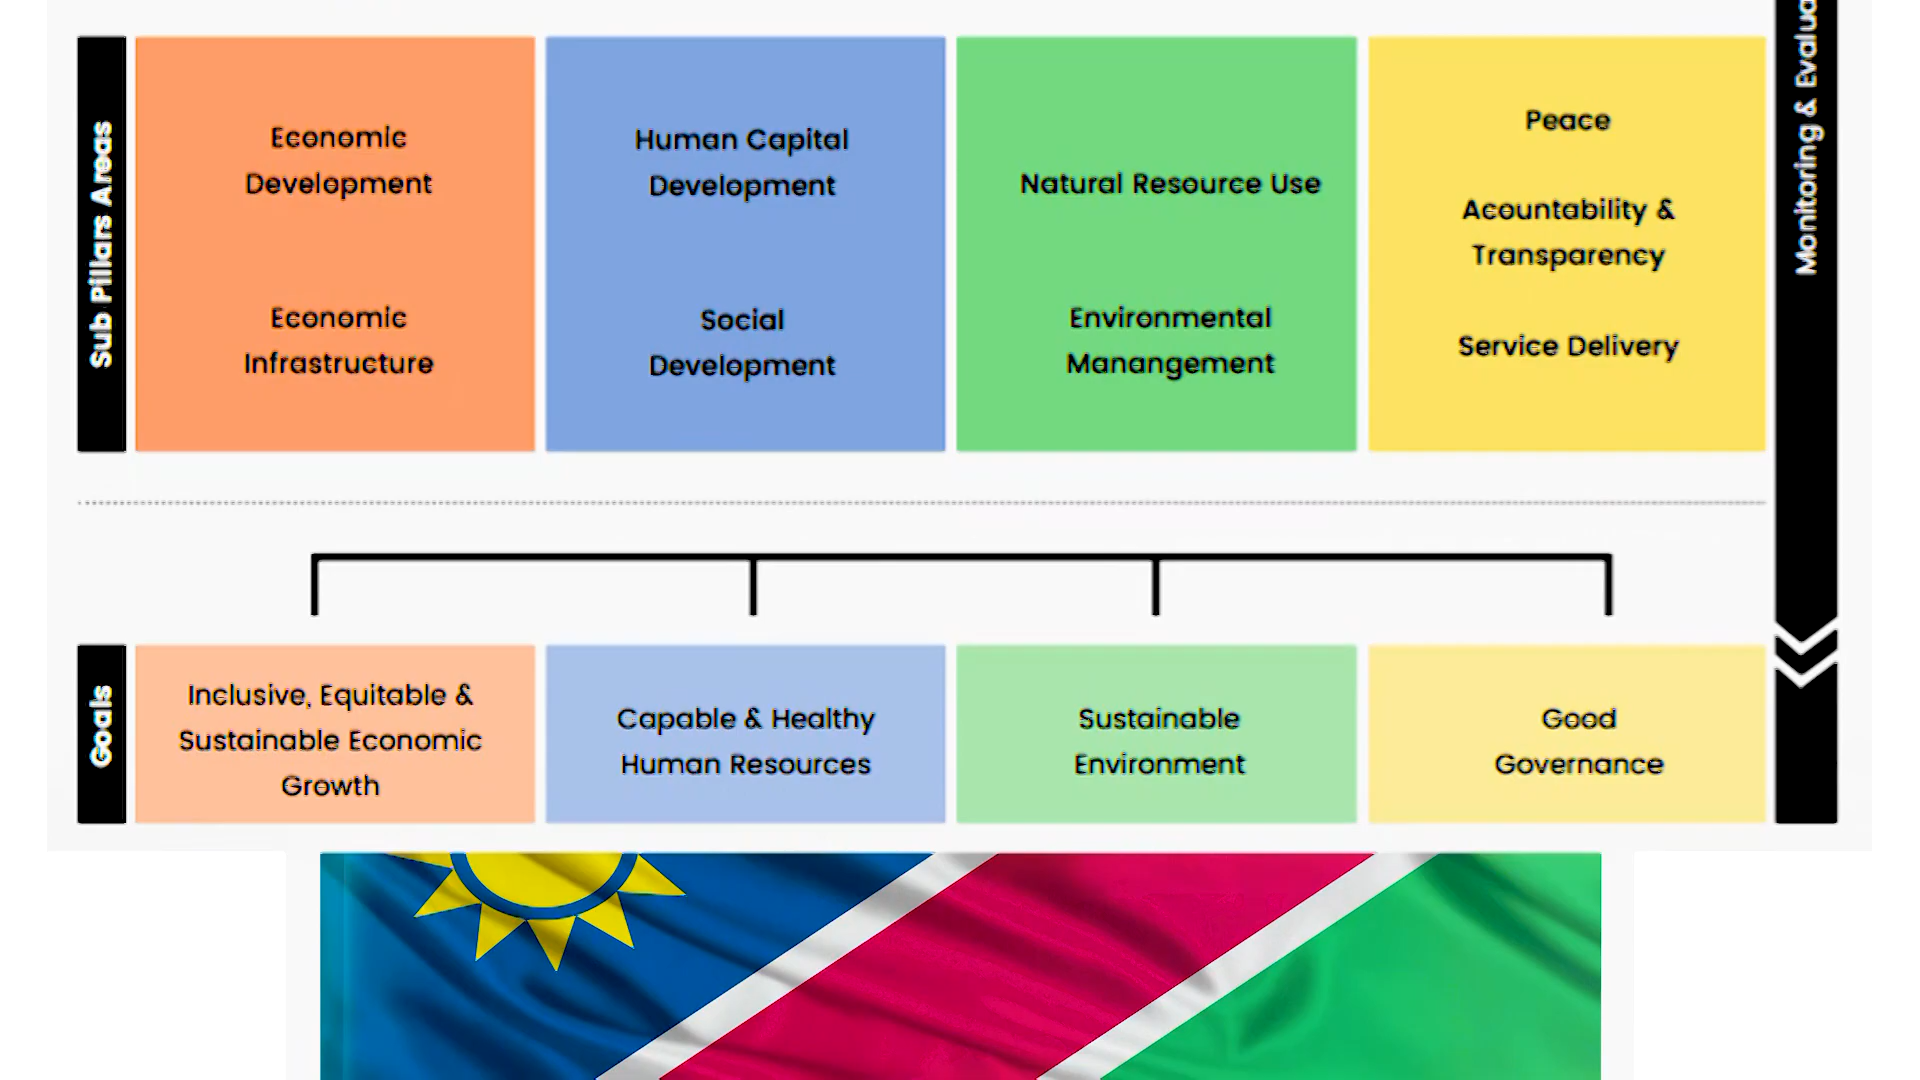 Sub Pillars Areas
Economic
Development
Economic
Infrastructure
Human Capital
Development
Social
Development
Natural Resource Use
Environmental
Manangement
Peace
Acountability &
Transparency
Service Delivery
Monitoring &
Goals
Inclusive, Equitable &
Sustainable Economic
Growth
Capable & Healthy
Human Resources
Sustainable
Environment
Good
Governance